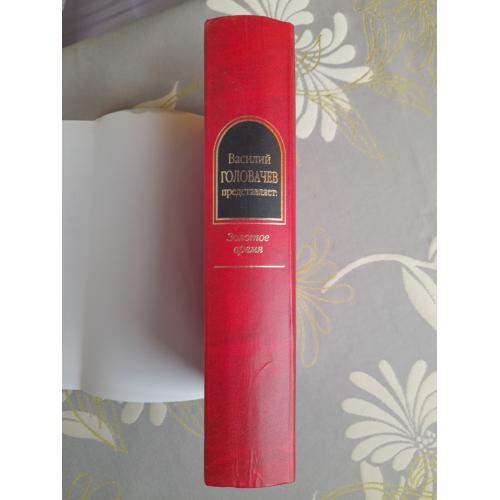 Василий
ГОЛОВАЧЕВ
представляет:
Золотое
время